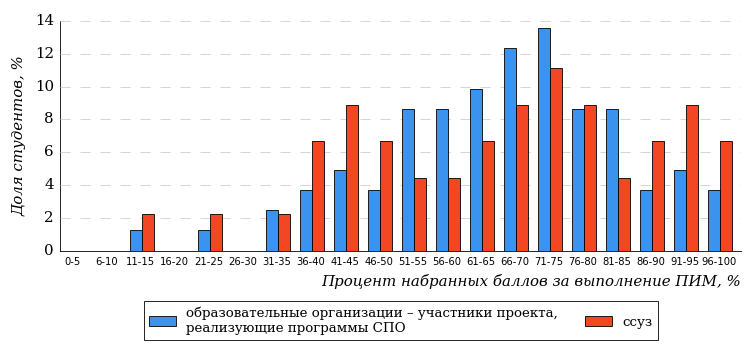 Доля студентов, %
14
12
10
8
6
4
2
0
0-5 6-10 11-15 16-20 21-25 26-30 31-35 36-40 41-45 46-50 51-55 56-60 61-65 66-70 71-75 76-80 81-85 86-90 91-95 96-100
Процент набранных баллов за выполнение ПИМ, %
образовательные организации – участники проекта,
реализующие программы СПО
ссуз